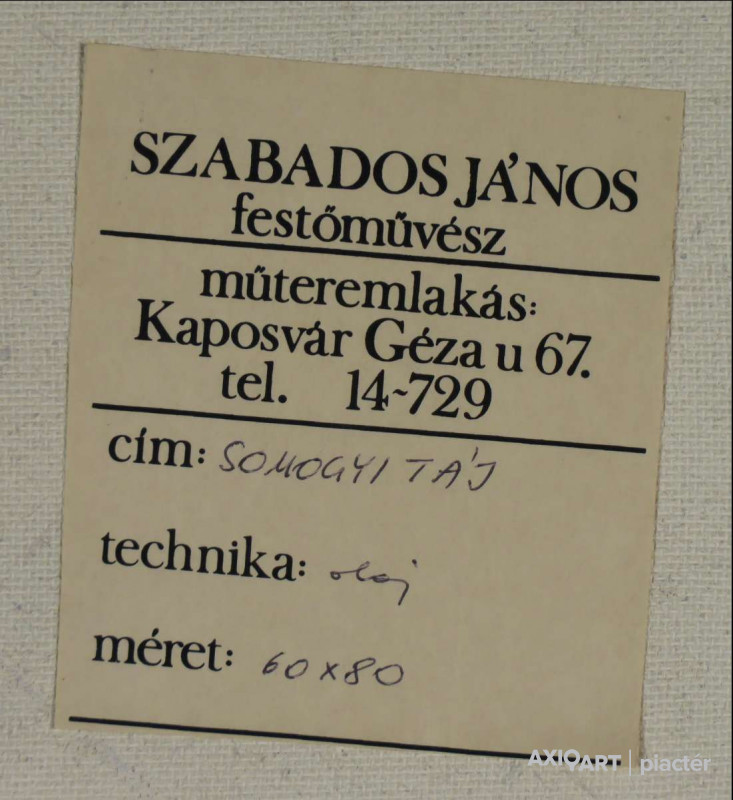 SZABADOS JÁNOS
festőművész
műteremlakás:
Kaposvár Géza u 67.
tel. 14-729
cím: SOMOGYI TÁJ
technika: olaj
méret: 60x80
AXIOART | piactér